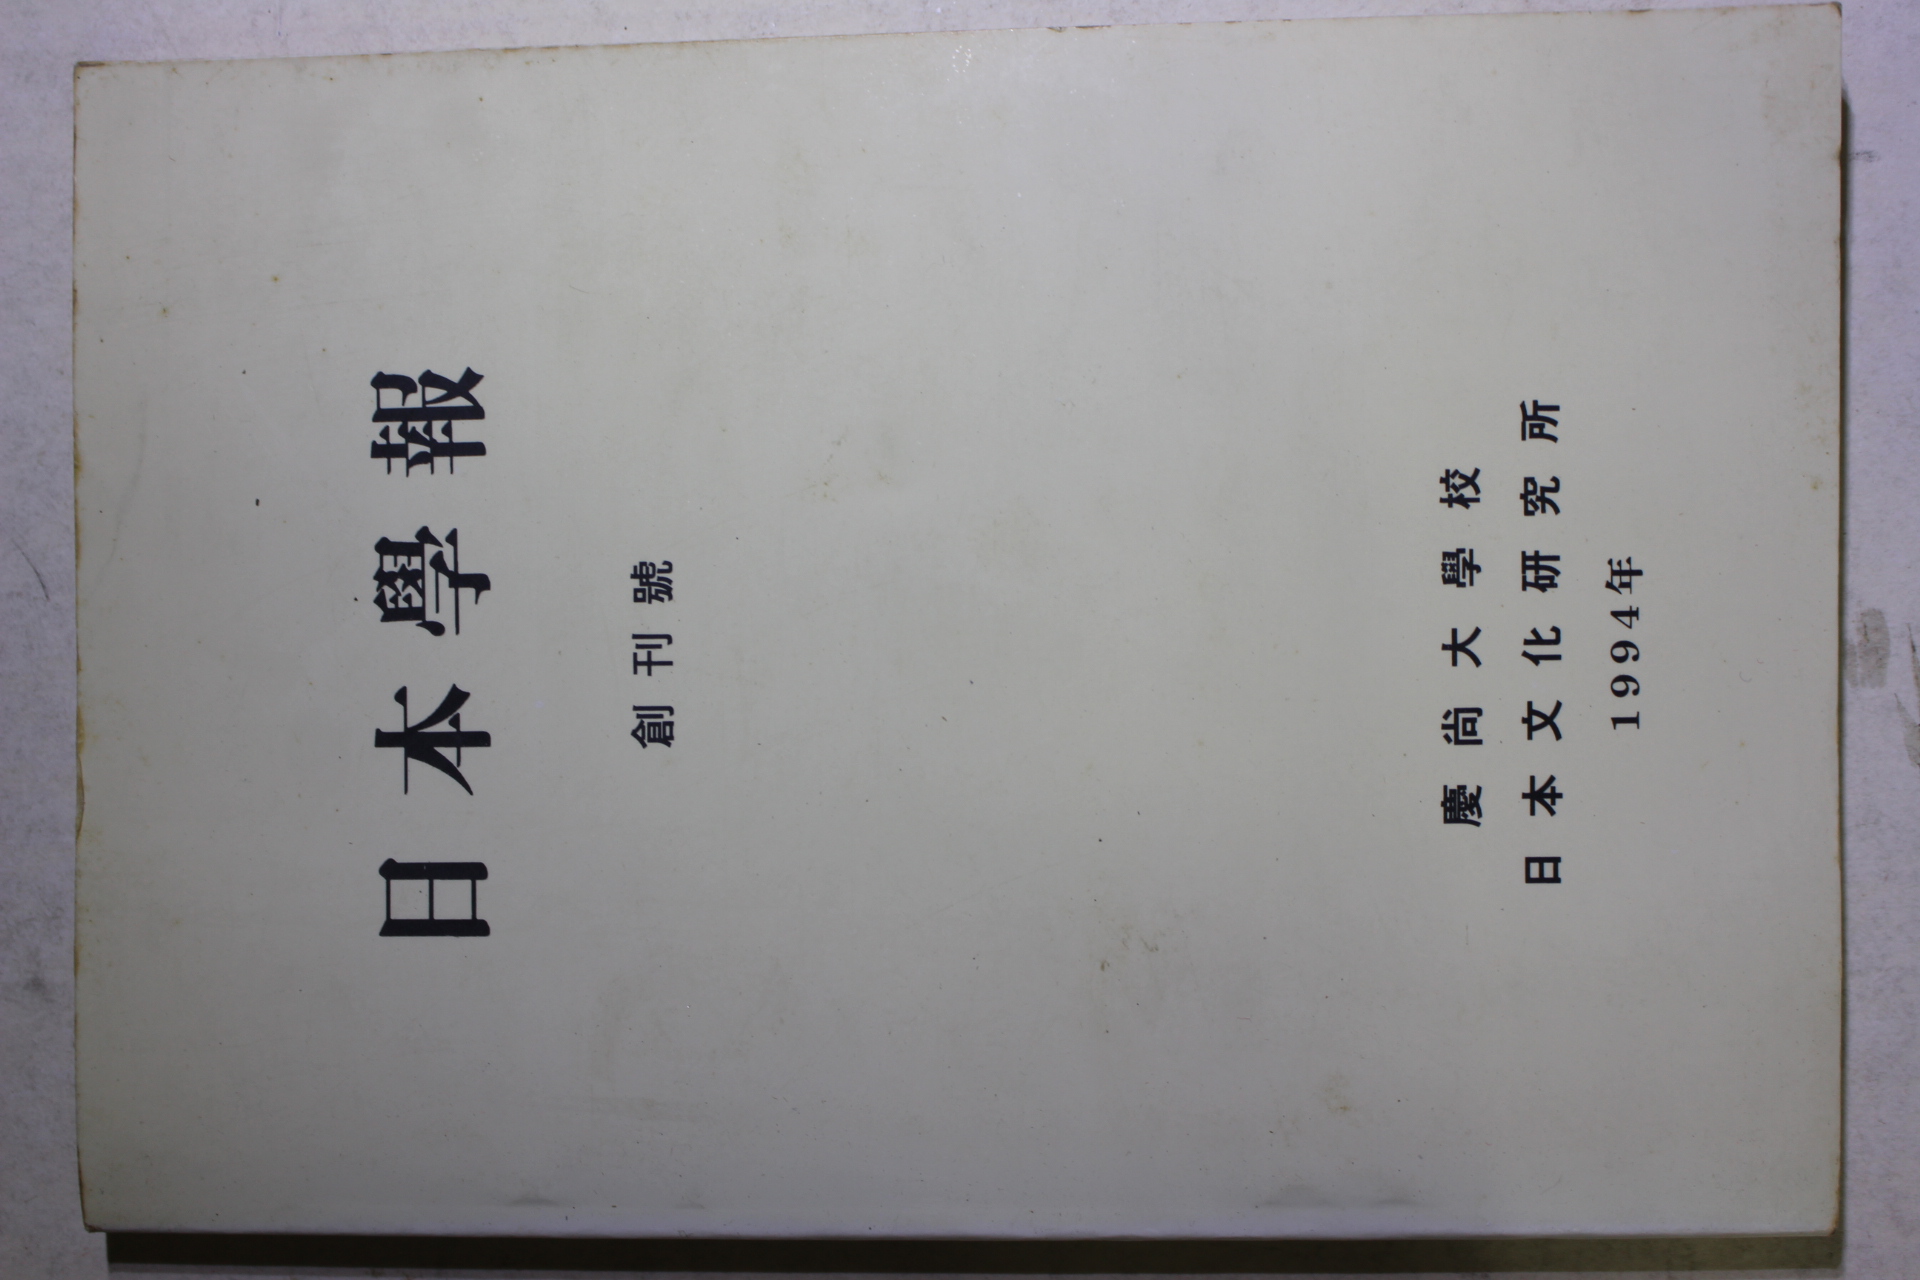 日本學報
創刊號
慶尚大學校
日本文化研究所
1994年